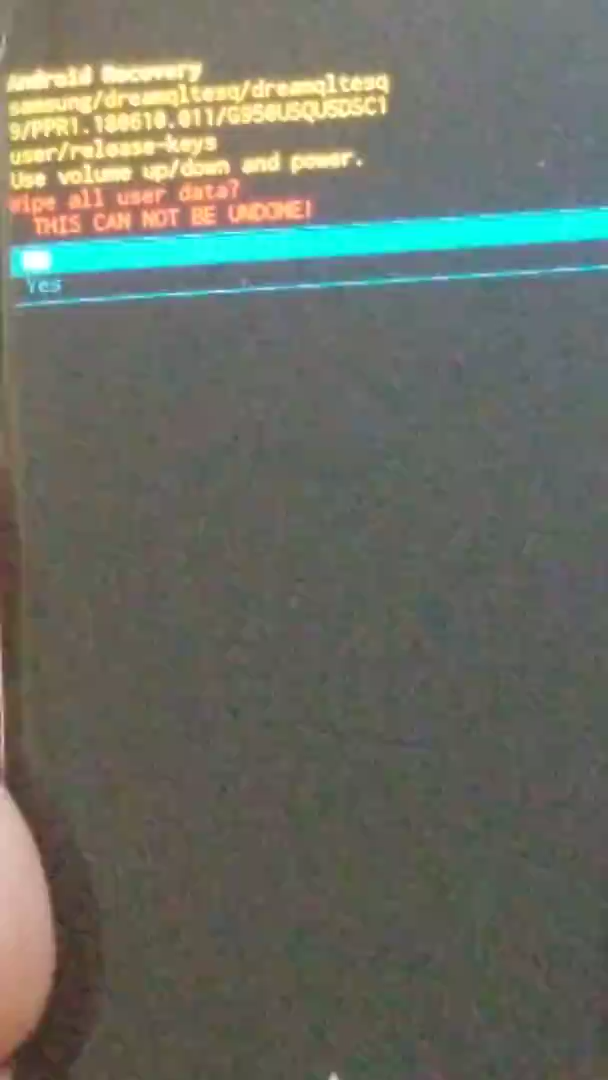 Android Recovery
samsung/dreamqltesq/dreamqltesq
9/PPR1.180610.011/G950USQU5DSC1
user/release-keys
Use volume up/down and power.
Wipe all user data?
THIS CAN NOT BE UNDONE!
Yes